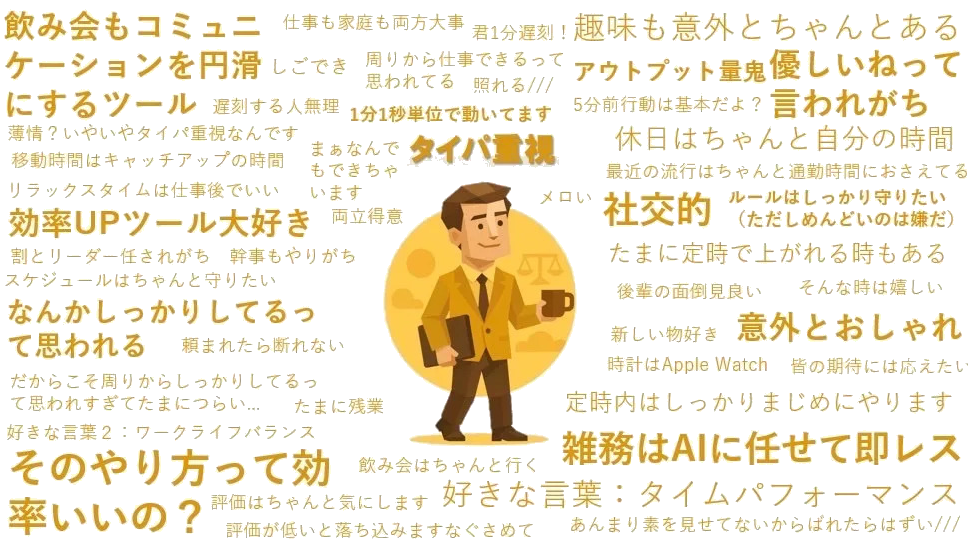 飲み会もコミュニ
ケーションを円滑
にするツール
仕事も家庭も両方大事
君1分遅刻！
趣味も意外とちゃんとある
しごでき
周りから仕事できるって
思われてる
照れる///
アウトプット量鬼
優しいねって
言われがち
遅刻する人無理
1分1秒単位で動いてます
5分前行動は基本だよ？
薄情？いやいやタイパ重視なんです
まぁなんで
もできちゃ
います
タイパ重視
休日はちゃんと自分の時間
移動時間はキャッチアップの時間
最近の流行はちゃんと通勤時間におさえてる
リラックスタイムは仕事後でいい
メロい
社交的
ルールはしっかり守りたい
（ただしめんどいのは嫌だ）
効率UPツール大好き
両立得意
割とリーダー任されがち
幹事もやりがち
たまに定時で上がれる時もある
スケジュールはちゃんと守りたい
後輩の面倒見良い
そんな時は嬉しい
なんかしっかりしてるっ
て思われる
頼まれたら断れない
新しい物好き
意外とおしゃれ
時計はApple Watch
皆の期待には応えたい
だからこそ周りからしっかりしてるっ
て思われすぎてたまにつらい...
たまに残業
定時内はしっかりまじめにやります
好きな言葉２：ワークライフバランス
雑務はAIに任せて即レス
そのやり方って効
率いいの？
飲み会はちゃんと行く
評価はちゃんと気にします
好きな言葉：タイムパフォーマンス
評価が低いと落ち込みますなぐさめて
あんまり素を見せてないからばれたらはずい///